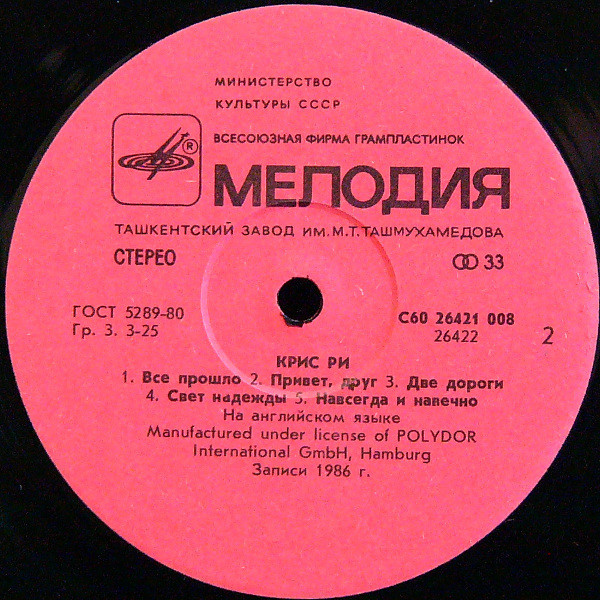 МИНИСТЕРСТВО
КУЛЬТУРЫ СССР
ВСЕСОЮЗНАЯ ФИРМА ГРАМПЛАСТИНОК
®
МЕЛОДИЯ
ТАШКЕНТСКИЙ ЗАВОД ИМ. М.Т.ТАШМУХАМЕДОВА
СТЕРЕО
33
ГОСТ 5289-80
Гр. 3. 3-25
С60 26421 008
26422
2
КРИС РИ
1. Все прошло 2. Привет, друг 3. Две дороги
4. Свет надежды 5. Навсегда и навечно
На английском языке
Manufactured under license of POLYDOR
International GmbH, Hamburg
Записи 1986 г.